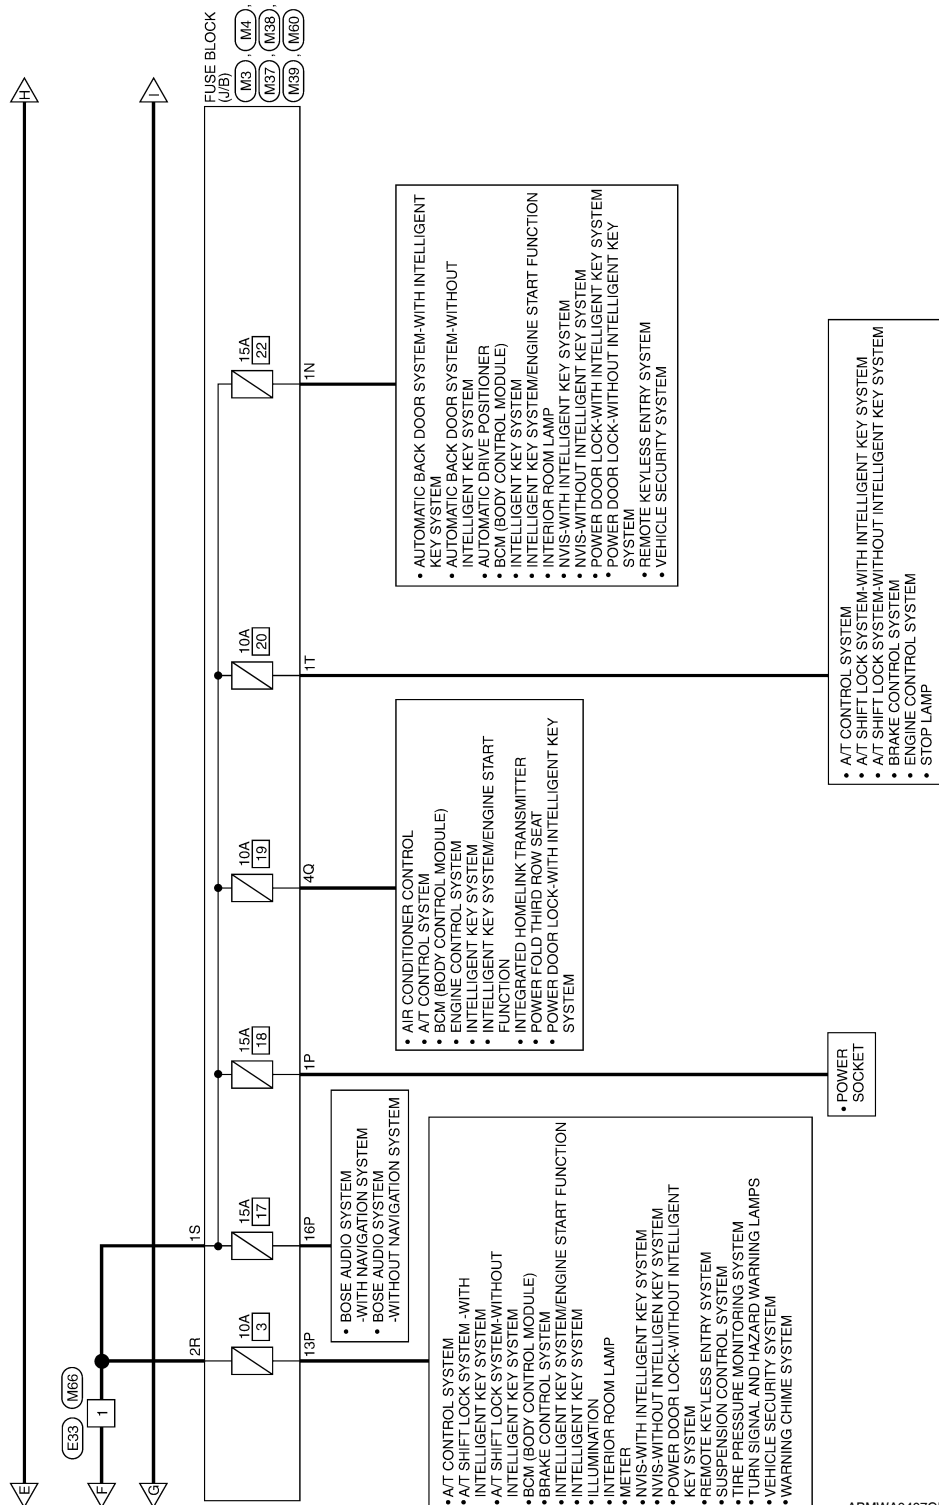 E
F
G
H
I
E33
M66
1
FUSE BLOCK
(J/B)
M3 , M4 ,
M37 , M38 ,
M39 , M60
2R
1S
10A
3
13P
15A
17
16P
15A
18
1P
10A
19
4Q
10A
20
1T
15A
22
1N
• A/T CONTROL SYSTEM
• A/T SHIFT LOCK SYSTEM -WITH
INTELLIGENT KEY SYSTEM
• A/T SHIFT LOCK SYSTEM-WITHOUT
INTELLIGENT KEY SYSTEM
• BCM (BODY CONTROL MODULE)
• BRAKE CONTROL SYSTEM
• INTELLIGENT KEY SYSTEM/ENGINE START FUNCTION
• INTELLIGENT KEY SYSTEM
• ILLUMINATION
• INTERIOR ROOM LAMP
• METER
• NVIS-WITH INTELLIGENT KEY SYSTEM
• NVIS-WITHOUT INTELLIGEN KEY SYSTEM
• POWER DOOR LOCK-WITHOUT INTELLIGENT
KEY SYSTEM
• REMOTE KEYLESS ENTRY SYSTEM
• SUSPENSION CONTROL SYSTEM
• TIRE PRESSURE MONITORING SYSTEM
• TURN SIGNAL AND HAZARD WARNING LAMPS
• VEHICLE SECURITY SYSTEM
• WARNING CHIME SYSTEM
• BOSE AUDIO SYSTEM
-WITH NAVIGATION SYSTEM
• BOSE AUDIO SYSTEM
-WITHOUT NAVIGATION SYSTEM
• POWER
SOCKET
• AIR CONDITIONER CONTROL
• A/T CONTROL SYSTEM
• BCM (BODY CONTROL MODULE)
• ENGINE CONTROL SYSTEM
• INTELLIGENT KEY SYSTEM
• INTELLIGENT KEY SYSTEM/ENGINE START
FUNCTION
• INTEGRATED HOMELINK TRANSMITTER
• POWER FOLD THIRD ROW SEAT
• POWER DOOR LOCK-WITH INTELLIGENT KEY
SYSTEM
• A/T CONTROL SYSTEM
• A/T SHIFT LOCK SYSTEM-WITH INTELLIGENT KEY SYSTEM
• A/T SHIFT LOCK SYSTEM-WITHOUT INTELLIGENT KEY SYSTEM
• BRAKE CONTROL SYSTEM
• ENGINE CONTROL SYSTEM
• STOP LAMP
• AUTOMATIC BACK DOOR SYSTEM-WITH INTELLIGENT
KEY SYSTEM
• AUTOMATIC BACK DOOR SYSTEM-WITHOUT
INTELLIGENT KEY SYSTEM
• AUTOMATIC DRIVE POSITIONER
• BCM (BODY CONTROL MODULE)
• INTELLIGENT KEY SYSTEM
• INTELLIGENT KEY SYSTEM/ENGINE START FUNCTION
• INTERIOR ROOM LAMP
• NVIS-WITH INTELLIGENT KEY SYSTEM
• NVIS-WITHOUT INTELLIGENT KEY SYSTEM
• POWER DOOR LOCK-WITH INTELLIGENT KEY SYSTEM
• POWER DOOR LOCK-WITHOUT INTELLIGENT KEY
SYSTEM
• REMOTE KEYLESS ENTRY SYSTEM
• VEHICLE SECURITY SYSTEM